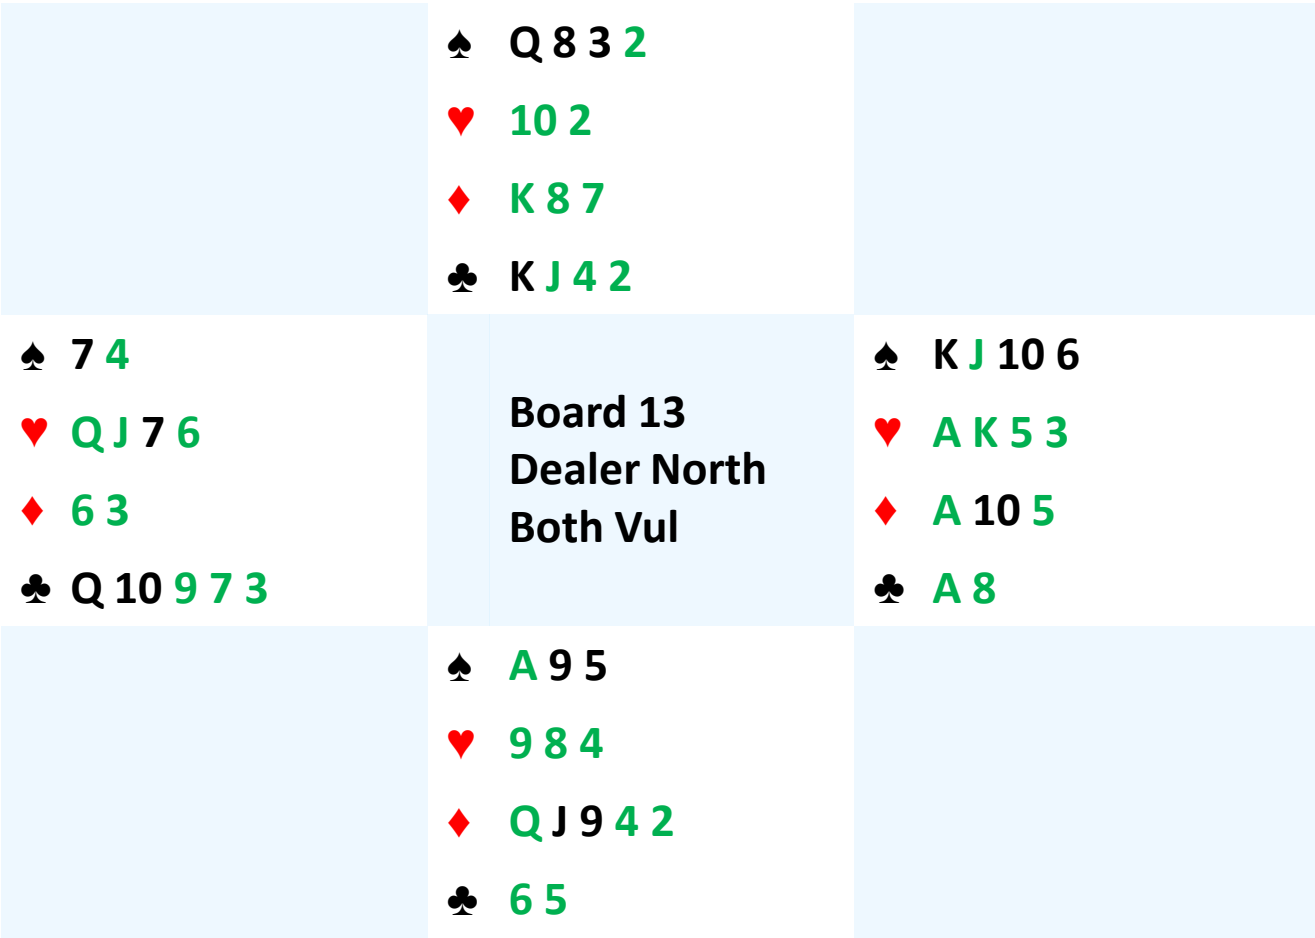 ♠ Q 8 3 2
♥ 10 2
♦ K 8 7
♣ K J 4 2
♠ 7 4
♥ Q J 7 6
♦ 6 3
♣ Q 10 9 7 3
Board 13
Dealer North
Both Vul
♠ K J 10 6
♥ A K 5 3
♦ A 10 5
♣ A 8
♠ A 9 5
♥ 9 8 4
♦ Q J 9 4 2
♣ 6 5